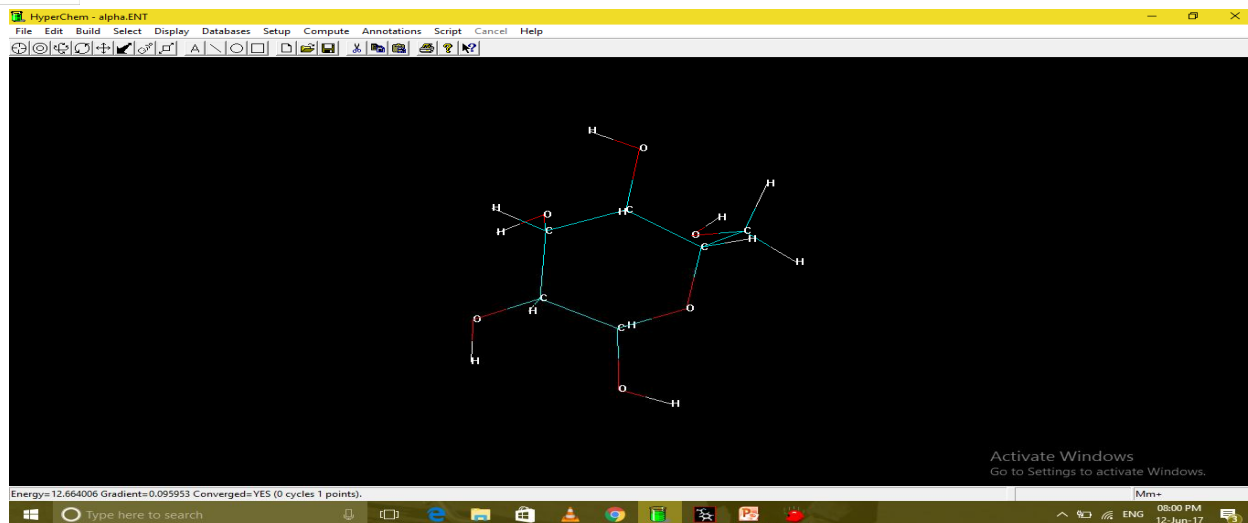 HyperChem - alpha.ENT
File Edit Build Select Display Databases Setup Compute Annotations Script Cancel Help
A
H
O
H
H
O
H
C
H
H
O
C
C
H
O
C
H
H
C
O
C
H
O
H
C
H
O
H
O
H
Activate Windows
Go to Settings to activate Windows.
Energy=12.664006 Gradient=0.095953 Converged=YES (0 cycles 1 points).
Mm+
Type here to search
ENG
08:00 PM
12-Jun-17
3